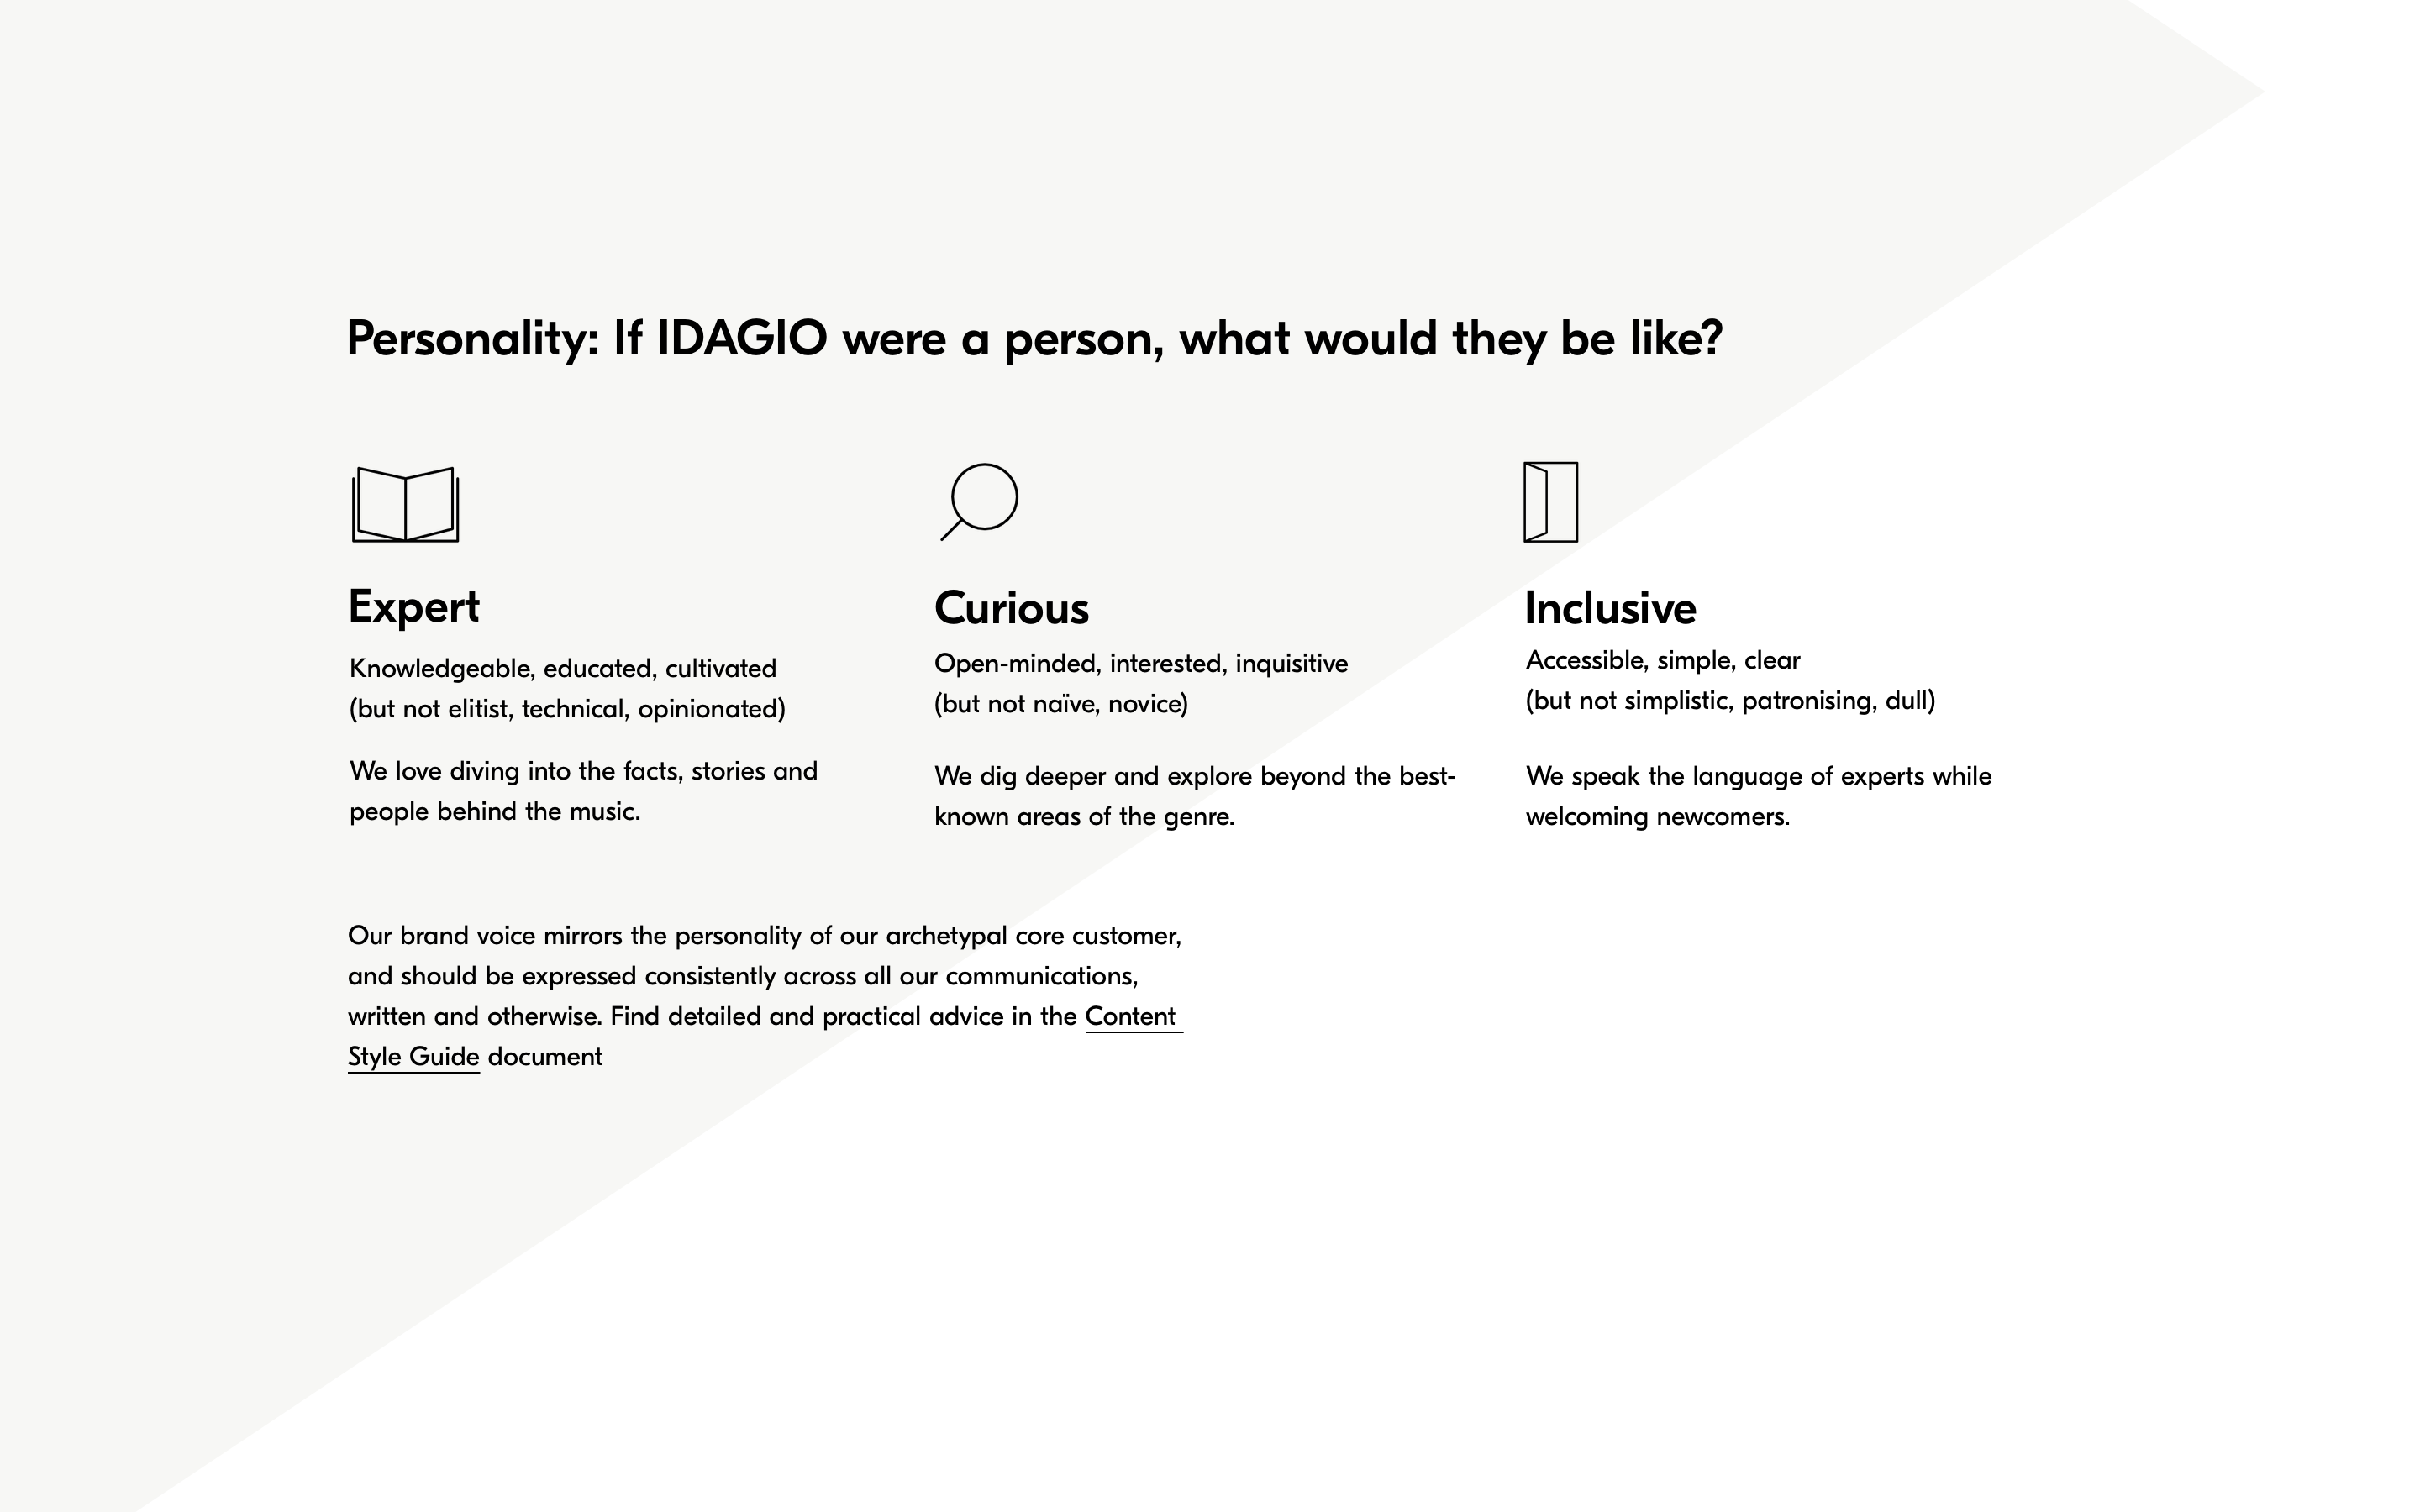 Personality: If IDAGIO were a person, what would they be like?
Expert
Knowledgeable, educated, cultivated
(but not elitist, technical, opinionated)
We love diving into the facts, stories and
people behind the music.
Curious
Open-minded, interested, inquisitive
(but not naïve, novice)
We dig deeper and explore beyond the best-
known areas of the genre.
Inclusive
Accessible, simple, clear
(but not simplistic, patronising, dull)
We speak the language of experts while
welcoming newcomers.
Our brand voice mirrors the personality of our archetypal core customer,
and should be expressed consistently across all our communications,
written and otherwise. Find detailed and practical advice in the Content
Style Guide document